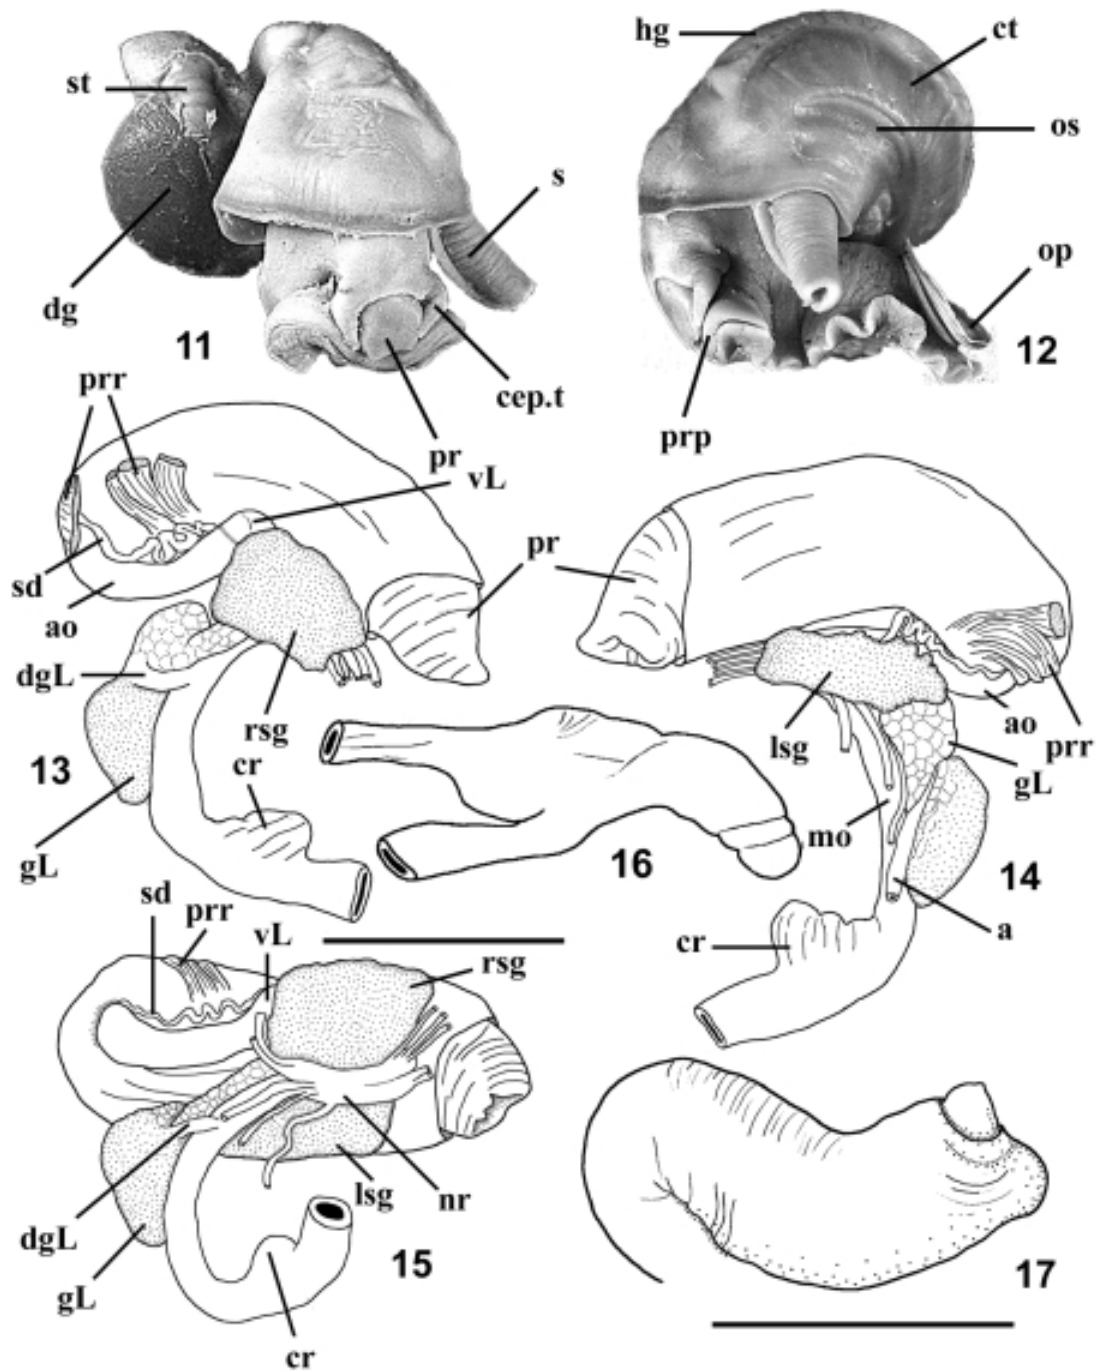 st
s
dg
11
cep.t
pr
hg
ct
os
op
12
prp
prr
vL
sd
ao
dgL
rsg
13
cr
gL
pr
lsg
ao
prr
gL
mo
14
a
cr
16
sd
prr
vL
rsg
lsg
nr
dgL
gL
15
cr
17